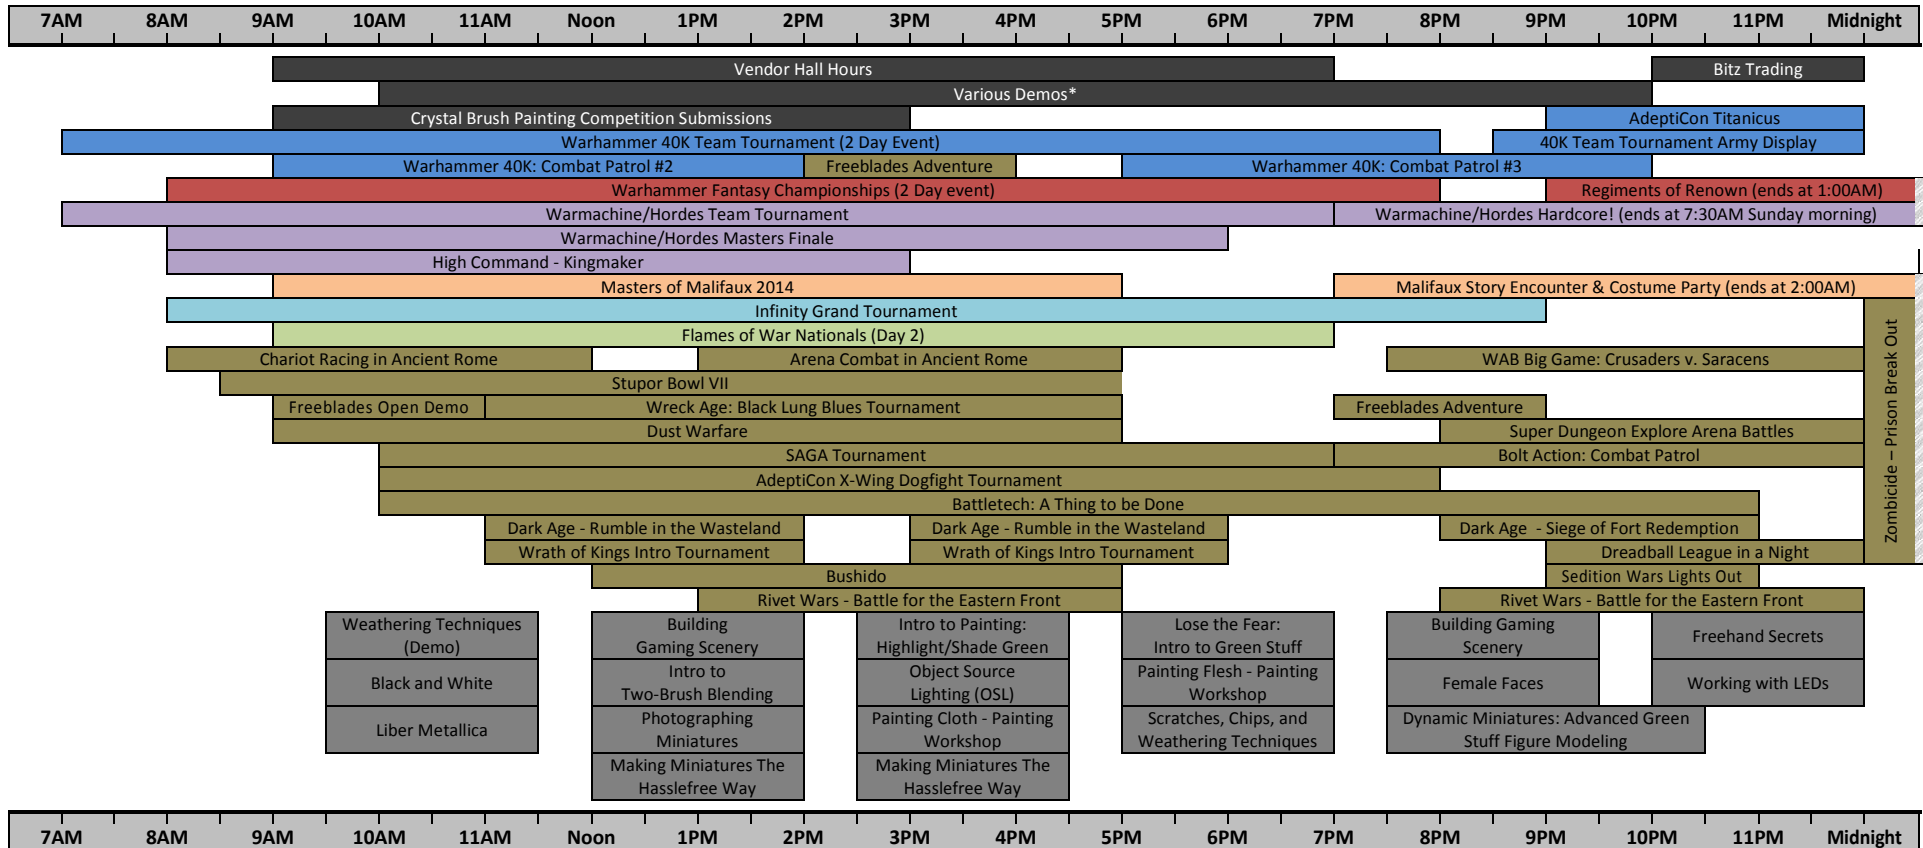 7AM 8AM 9AM 10AM 11AM Noon 1PM 2PM 3PM 4PM 5PM 6PM 7PM 8PM 9PM 10PM 11PM Midnight
Vendor Hall Hours
Bitz Trading
Various Demos*
Crystal Brush Painting Competition Submissions
AdeptiCon Titanicus
Warhammer 40K Team Tournament (2 Day Event)
40K Team Tournament Army Display
Warhammer 40K: Combat Patrol #2
Freeblades Adventure
Warhammer 40K: Combat Patrol #3
Warhammer Fantasy Championships (2 Day event)
Regiments of Renown (ends at 1:00AM)
Warmachine/Hordes Team Tournament
Warmachine/Hordes Hardcore! (ends at 7:30AM Sunday morning)
Warmachine/Hordes Masters Finale
High Command - Kingmaker
Masters of Malifaux 2014
Malifaux Story Encounter & Costume Party (ends at 2:00AM)
Infinity Grand Tournament
Flames of War Nationals (Day 2)
Chariot Racing in Ancient Rome
Arena Combat in Ancient Rome
WAB Big Game: Crusaders v. Saracens
Stupor Bowl VII
Freeblades Open Demo
Wreck Age: Black Lung Blues Tournament
Freeblades Adventure
Dust Warfare
Super Dungeon Explore Arena Battles
SAGA Tournament
Bolt Action: Combat Patrol
AdeptiCon X-Wing Dogfight Tournament
Battletech: A Thing to be Done
Dark Age - Rumble in the Wasteland
Dark Age - Rumble in the Wasteland
Dark Age  - Siege of Fort Redemption
Wrath of Kings Intro Tournament
Wrath of Kings Intro Tournament
Dreadball League in a Night
Bushido
Sedition Wars Lights Out
Rivet Wars - Battle for the Eastern Front
Rivet Wars - Battle for the Eastern Front
Zombicide – Prison Break Out
Weathering Techniques
(Demo)
Building
Gaming Scenery
Intro to Painting:
Highlight/Shade Green
Lose the Fear:
Intro to Green Stuff
Building Gaming
Scenery
Freehand Secrets
Black and White
Intro to
Two-Brush Blending
Object Source
Lighting (OSL)
Painting Flesh - Painting
Workshop
Female Faces
Working with LEDs
Liber Metallica
Photographing
Miniatures
Painting Cloth - Painting
Workshop
Scratches, Chips, and
Weathering Techniques
Dynamic Miniatures: Advanced Green
Stuff Figure Modeling
Making Miniatures The
Hasslefree Way
Making Miniatures The
Hasslefree Way
7AM 8AM 9AM 10AM 11AM Noon 1PM 2PM 3PM 4PM 5PM 6PM 7PM 8PM 9PM 10PM 11PM Midnight